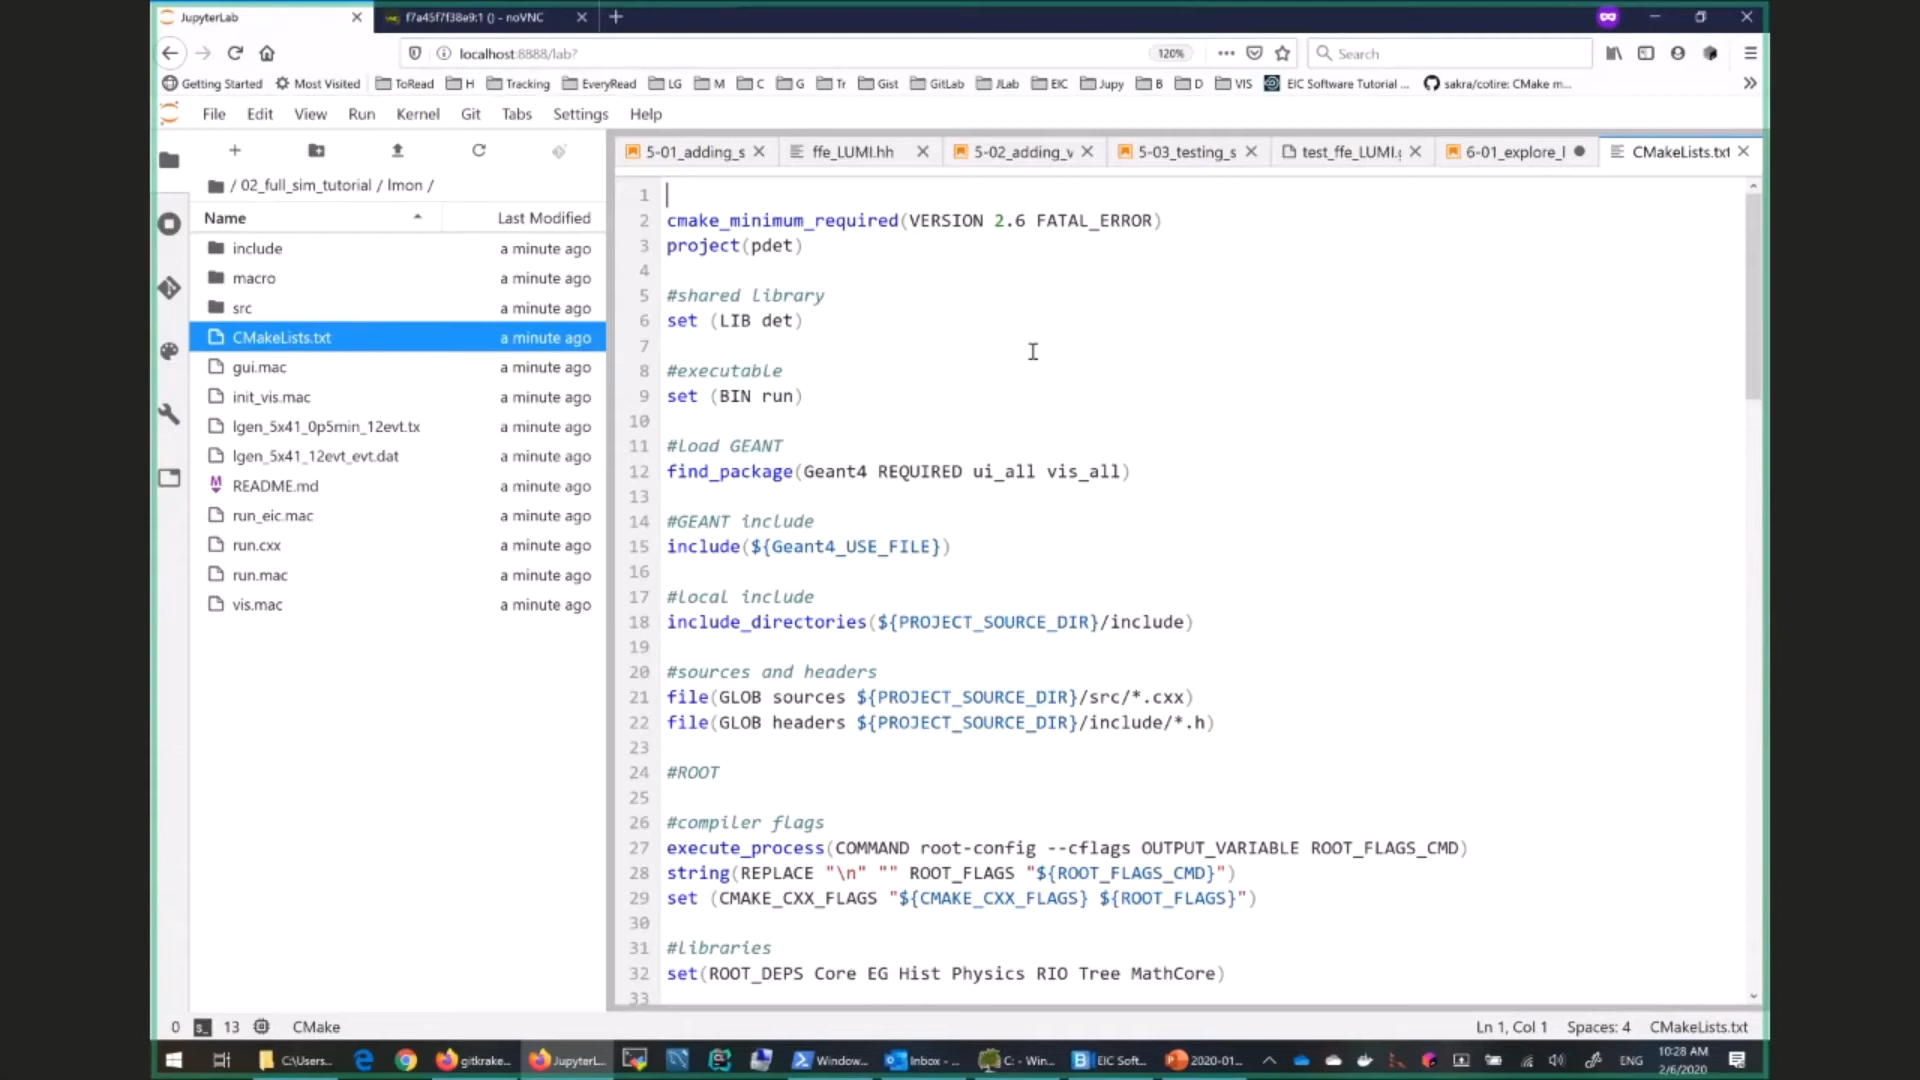 JupyterLab
f7a45f7f38e9:1 () - noVNC
localhost:8888/lab?
120%
Search
Getting Started
Most Visited
ToRead
H
Tracking
EveryRead
LG
M
C
G
Tr
Gist
GitLab
JLab
EIC
Jupy
B
D
VIS
EIC Software Tutorial ...
sakra/cotire: CMake m...
File Edit View Run Kernel Git Tabs Settings Help
5-01_adding_s
ffe_LUMI.hh
5-02_adding_v
5-03_testing_s
test_ffe_LUMI.
6-01_explore_l
CMakeLists.txt
/ 02_full_sim_tutorial / lmon /
Name Last Modified
include a minute ago
macro a minute ago
src a minute ago
CMakeLists.txt a minute ago
gui.mac a minute ago
init_vis.mac a minute ago
lgen_5x41_0p5min_12evt.tx a minute ago
lgen_5x41_12evt_evt.dat a minute ago
README.md a minute ago
run_eic.mac a minute ago
run.cxx a minute ago
run.mac a minute ago
vis.mac a minute ago
1
2 cmake_minimum_required(VERSION 2.6 FATAL_ERROR)
3 project(pdet)
4
5 #shared library
6 set (LIB det)
7
8 #executable
9 set (BIN run)
10
11 #load GEANT
12 find_package(Geant4 REQUIRED ui_all vis_all)
13
14 #GEANT include
15 include(${Geant4_USE_FILE})
16
17 #local include
18 include_directories(${PROJECT_SOURCE_DIR}/include)
19
20 #sources and headers
21 file(GLOB sources ${PROJECT_SOURCE_DIR}/src/*.cxx)
22 file(GLOB headers ${PROJECT_SOURCE_DIR}/include/*.h)
23
24 #ROOT
25
26 #compiler flags
27 execute_process(COMMAND root-config --cflags OUTPUT_VARIABLE ROOT_FLAGS_CMD)
28 string(REPLACE "\n" "" ROOT_FLAGS "${ROOT_FLAGS_CMD}")
29 set (CMAKE_CXX_FLAGS "${CMAKE_CXX_FLAGS} ${ROOT_FLAGS}")
30
31 #libraries
32 set(ROOT_DEPS Core EG Hist Physics RIO Tree MathCore)
33
0 13 CMake
Ln 1, Col 1 Spaces: 4 CMakeLists.txt
C:\Users...
gitkrake...
JupyterL...
Window...
Inbox - ...
C: - Win...
EIC Soft...
2020-01...
ENG
10:28 AM
2/6/2020